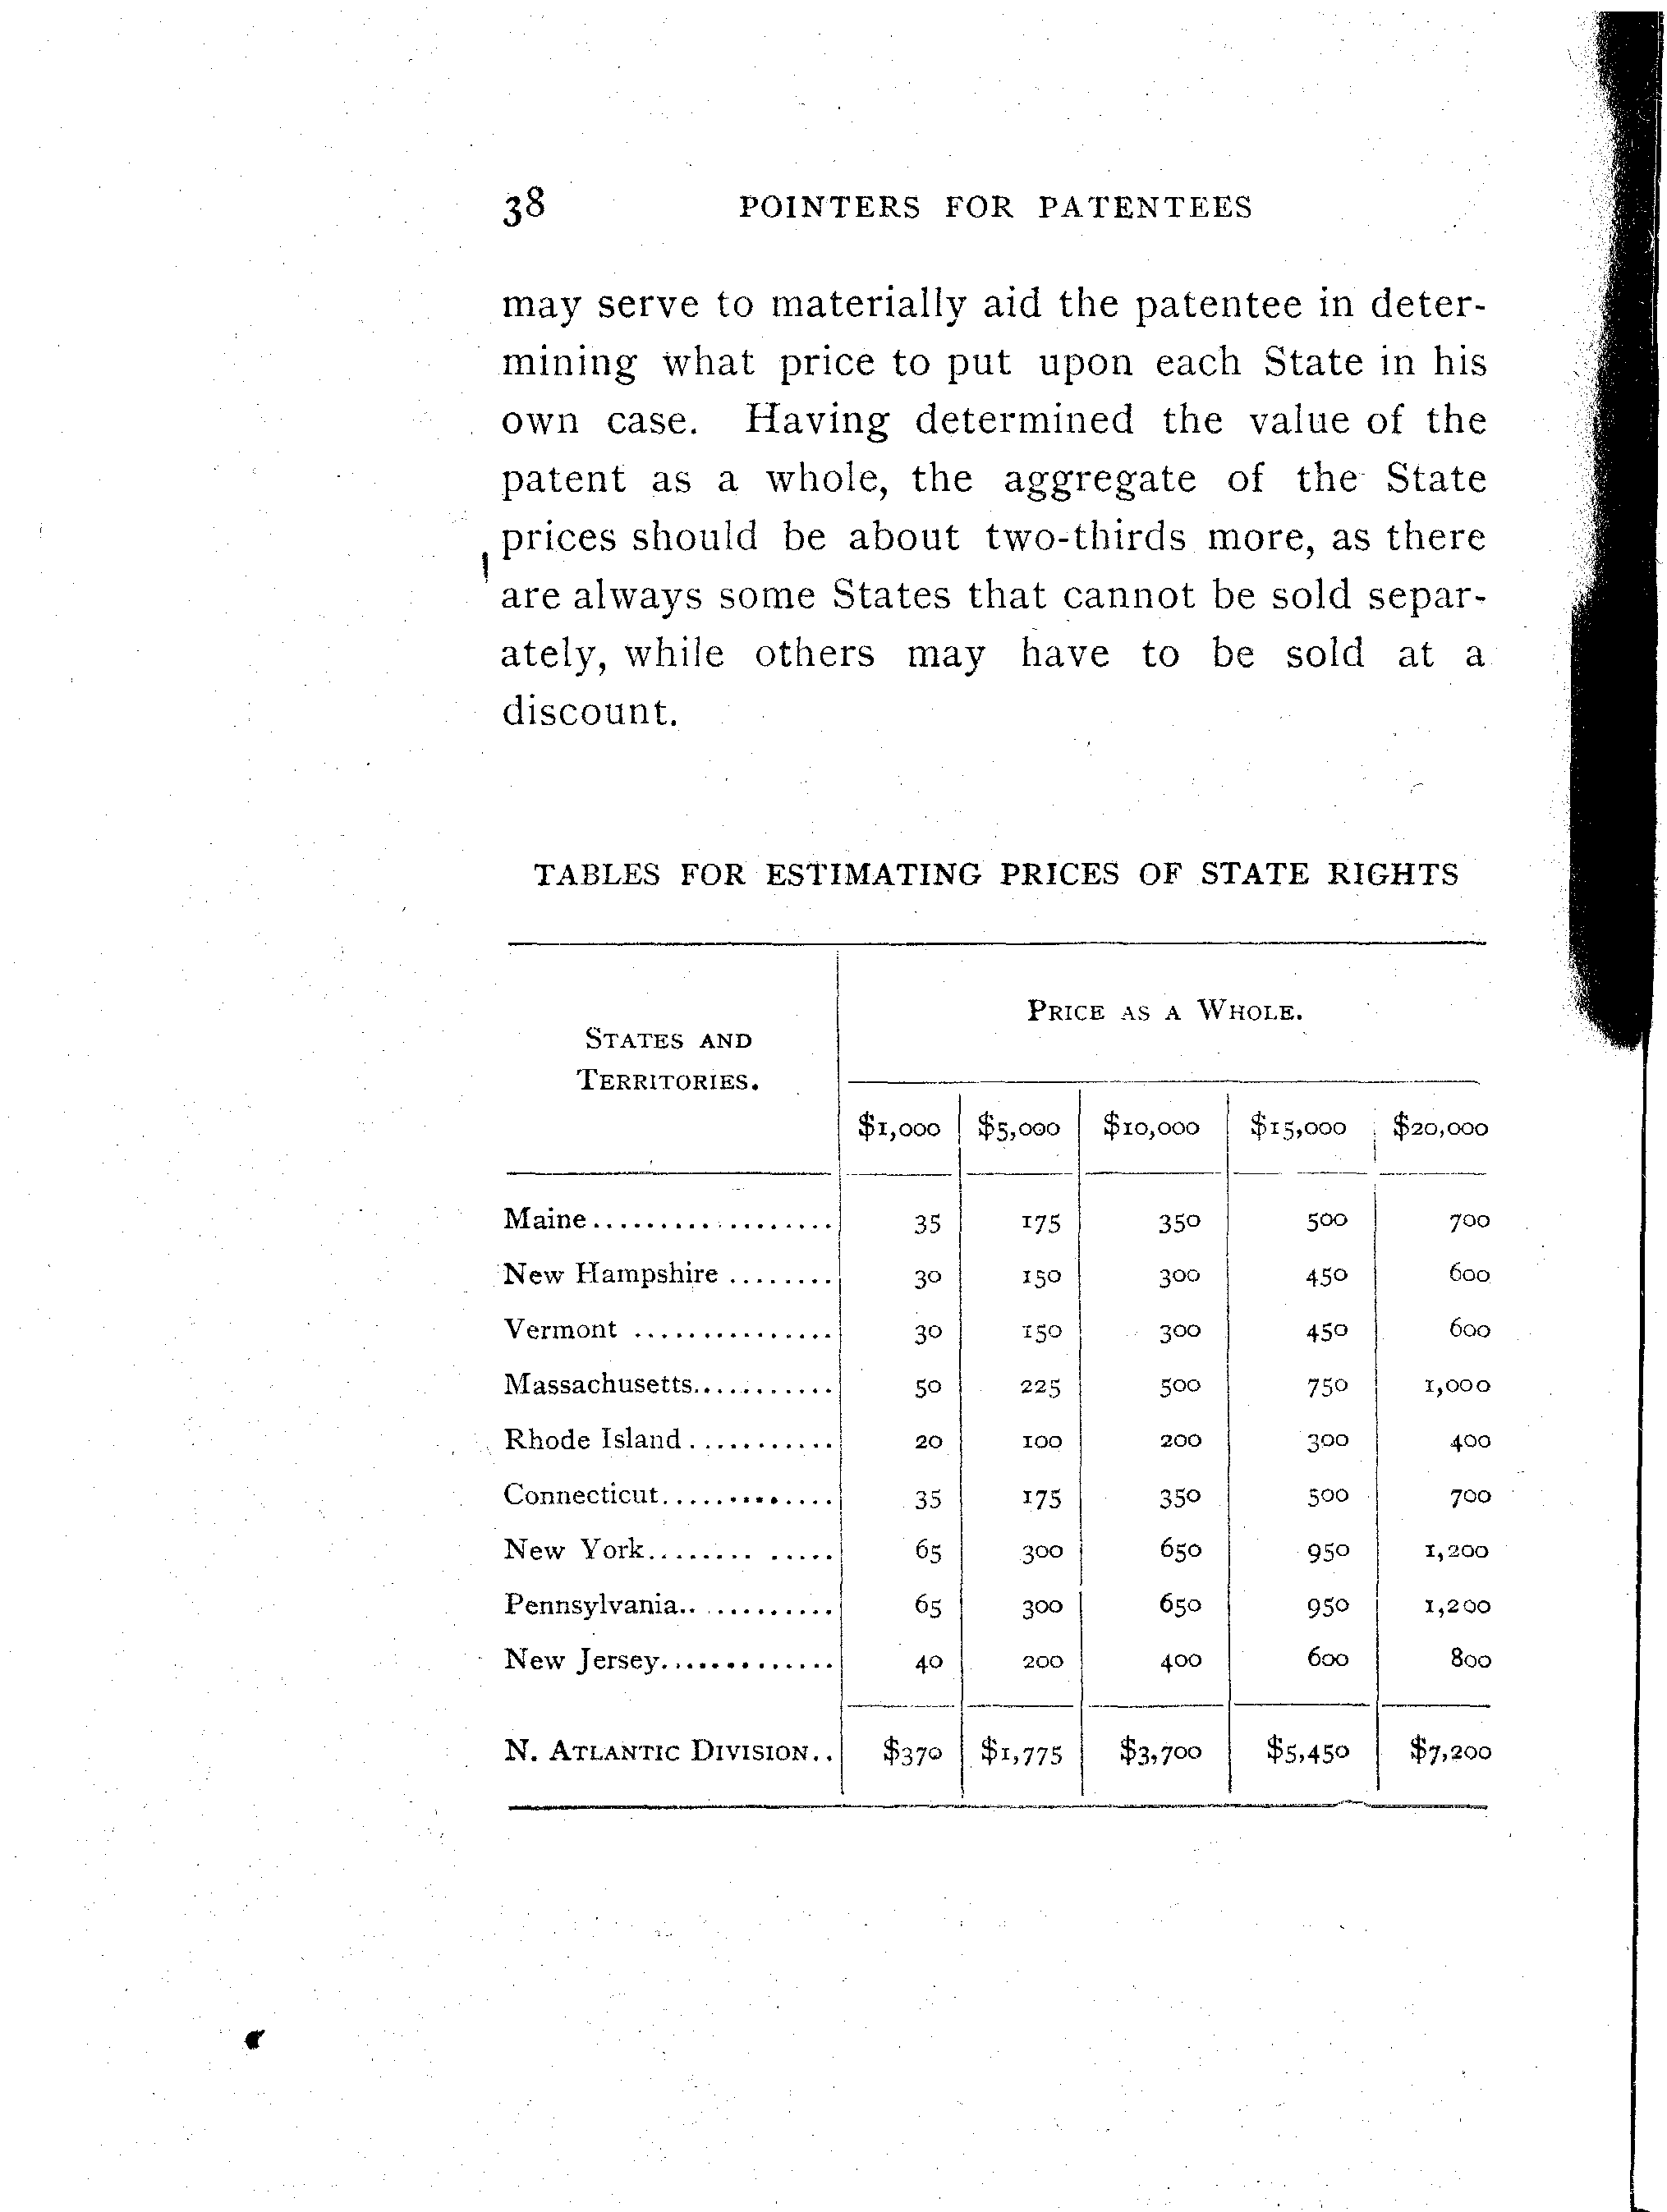 38 POINTERS FOR PATENTEES
may serve to materially aid the patentee in deter-
mining what price to put upon each State in his
own case. Having determined the value of the
patent as a whole, the aggregate of the State
prices should be about two-thirds more, as there
are always some States that cannot be sold separ-
ately, while others may have to be sold at a
discount.
TABLES FOR ESTIMATING PRICES OF STATE RIGHTS
STATES AND
TERRITORIES.
PRICE AS A WHOLE.
$1,000 $5,000 $10,000 $15,000 $20,000
Maine.................. 35 175 350 500 700
New Hampshire ........ 30 150 300 450 600
Vermont ............... 30 150 300 450 600
Massachusetts........... 50 225 500 750 1,000
Rhode Island........... 20 100 200 300 400
Connecticut............. 35 175 350 500 700
New York........ ..... 65 300 650 950 1,200
Pennsylvania.. .......... 65 300 650 950 1,200
New Jersey............. 40 200 400 600 800
N. ATLANTIC DIVISION.. $370 $1,775 $3,700 $5,450 $7,200